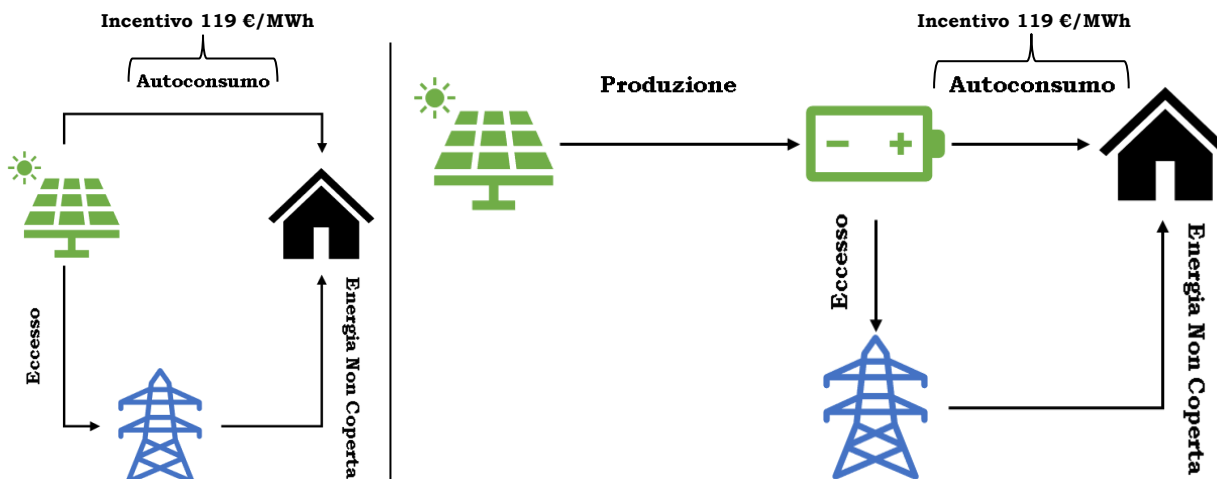 Incentivo 119 €/MWh
Autoconsumo
Eccesso
Energia Non Coperta
Incentivo 119 €/MWh
Produzione
Autoconsumo
Eccesso
Energia Non Coperta